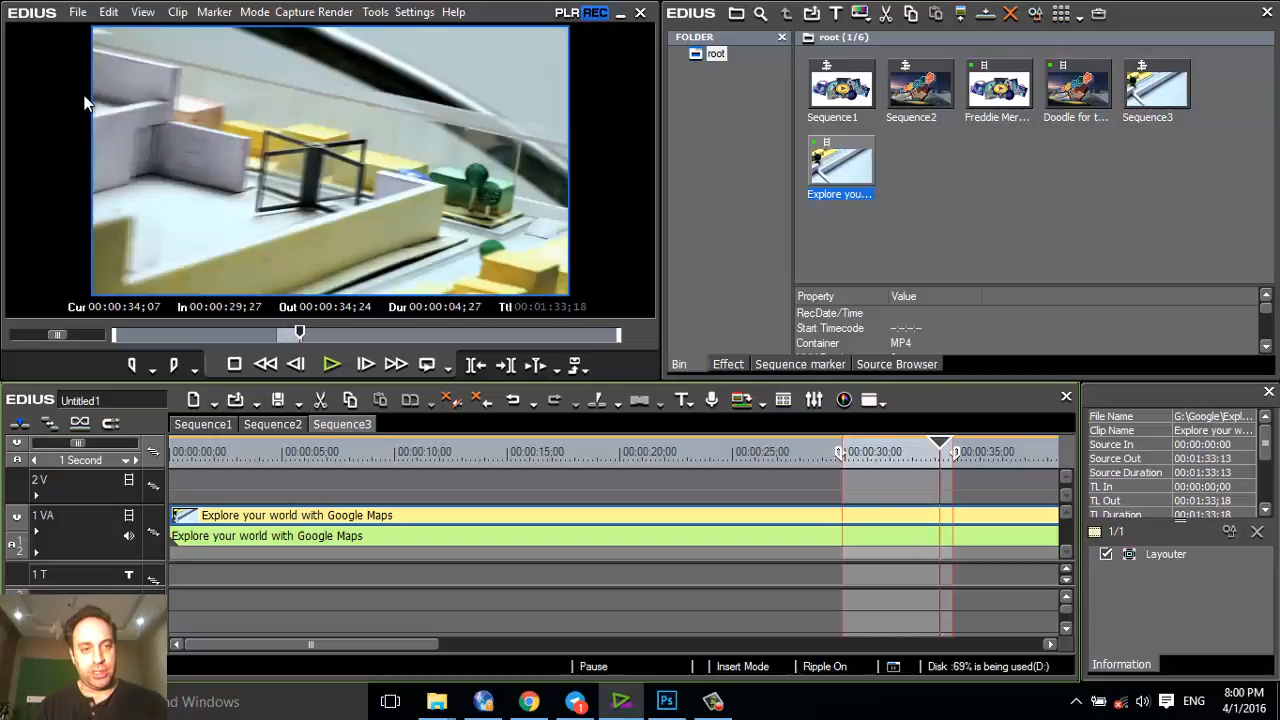 EDIUS File Edit View Clip Marker Mode Capture Render Tools Settings Help PLR REC
EDIUS
FOLDER
root (1/6)
root
Sequence1 Sequence2 Freddie Mer... Doodle for t... Sequence3
Explore you...
Cur 00:00:34;07 In 00:00:29;27 Out 00:00:34;24 Dur 00:00:04;27 Ttl 00:01:33;18
Property Value
RecDate/Time
Start Timecode --:--:--:--
Container MP4
Bin Effect Sequence marker Source Browser
EDIUS Untitled1
Sequence1 Sequence2 Sequence3
1 Second
00:00:00;00 00:00:05;00 00:00:10;00 00:00:15;00 00:00:20;00 00:00:25;00 00:00:30;00 00:00:35;00
2 V
1 VA
Explore your world with Google Maps
Explore your world with Google Maps
1 2
1 T T
File Name G:\Google\Expl...
Clip Name Explore your w...
Source In 00:00:00:00
Source Out 00:01:33:13
Source Duration 00:01:33:13
TL In 00:00:00;00
TL Out 00:01:33;18
TL Duration 00:01:33;18
1/1
Layouter
Information
Pause Insert Mode Ripple On Disk :69% is being used(D:)
nd Windows
1
Ps
ENG
8:00 PM
4/1/2016